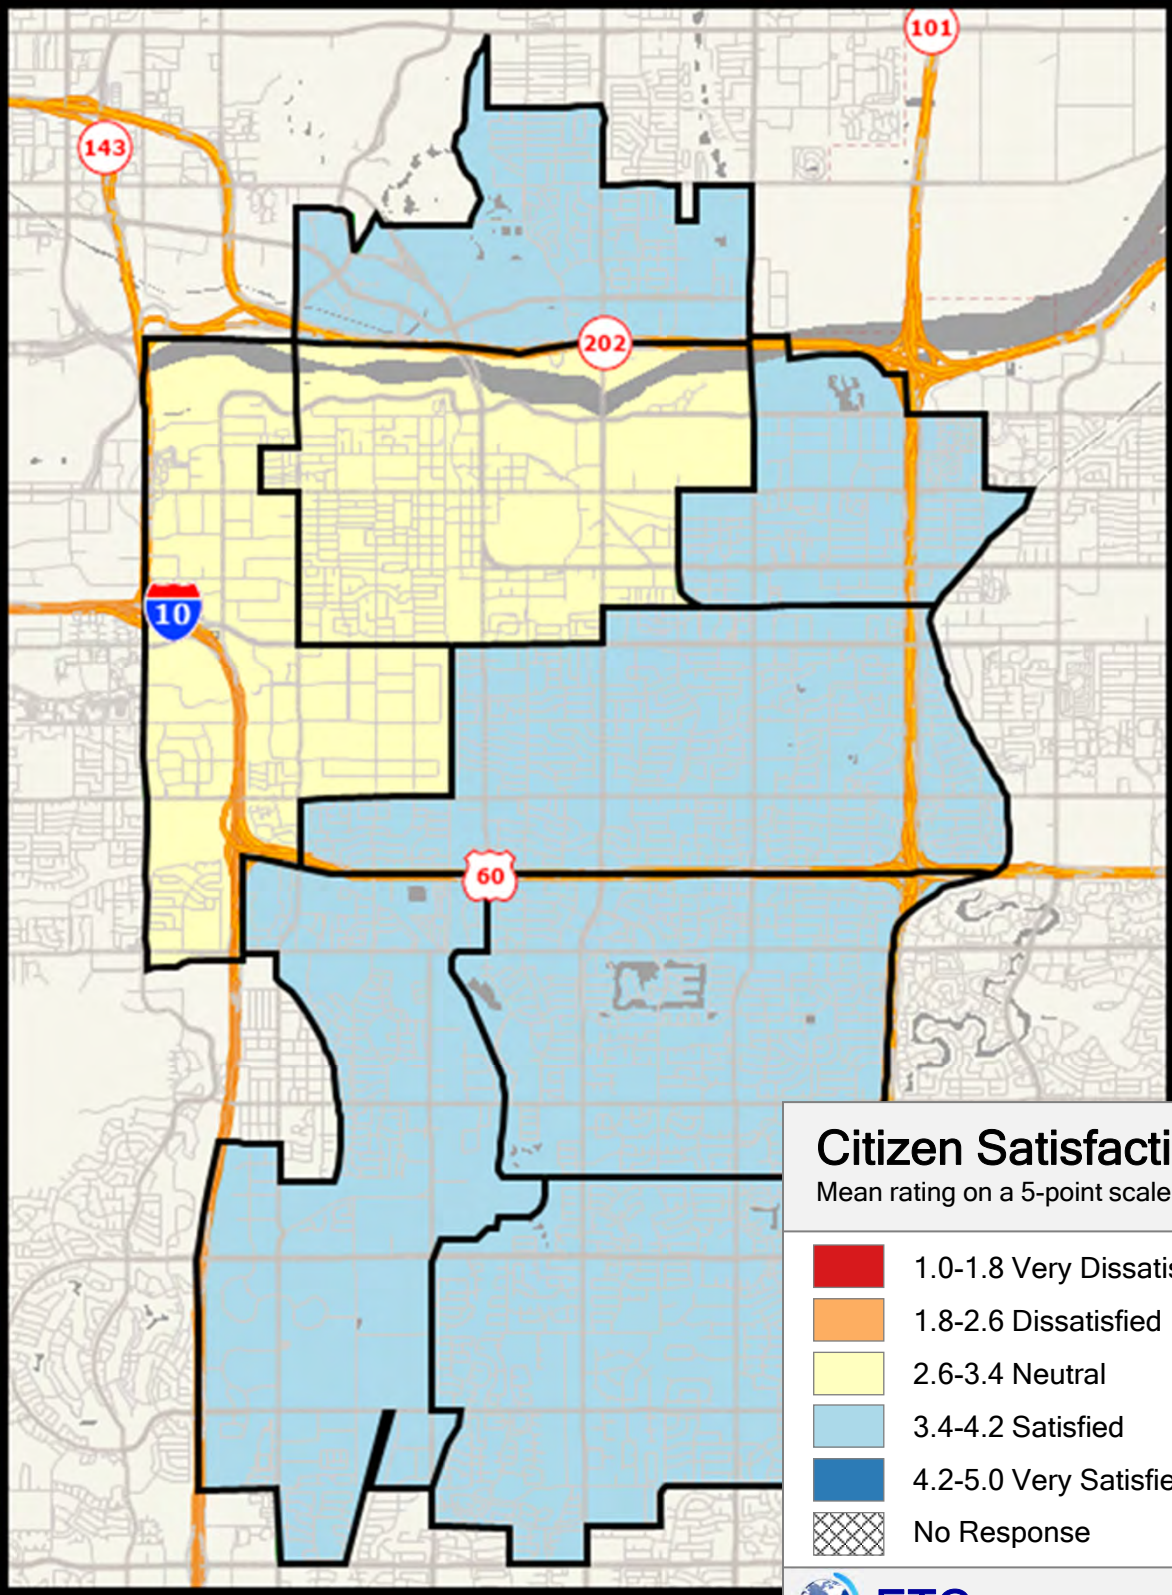 101
143
202
10
60
Citizen Satisfacti
Mean rating on a 5-point scale
1.0-1.8 Very Dissatis
1.8-2.6 Dissatisfied
2.6-3.4 Neutral
3.4-4.2 Satisfied
4.2-5.0 Very Satisfie
No Response
ETC